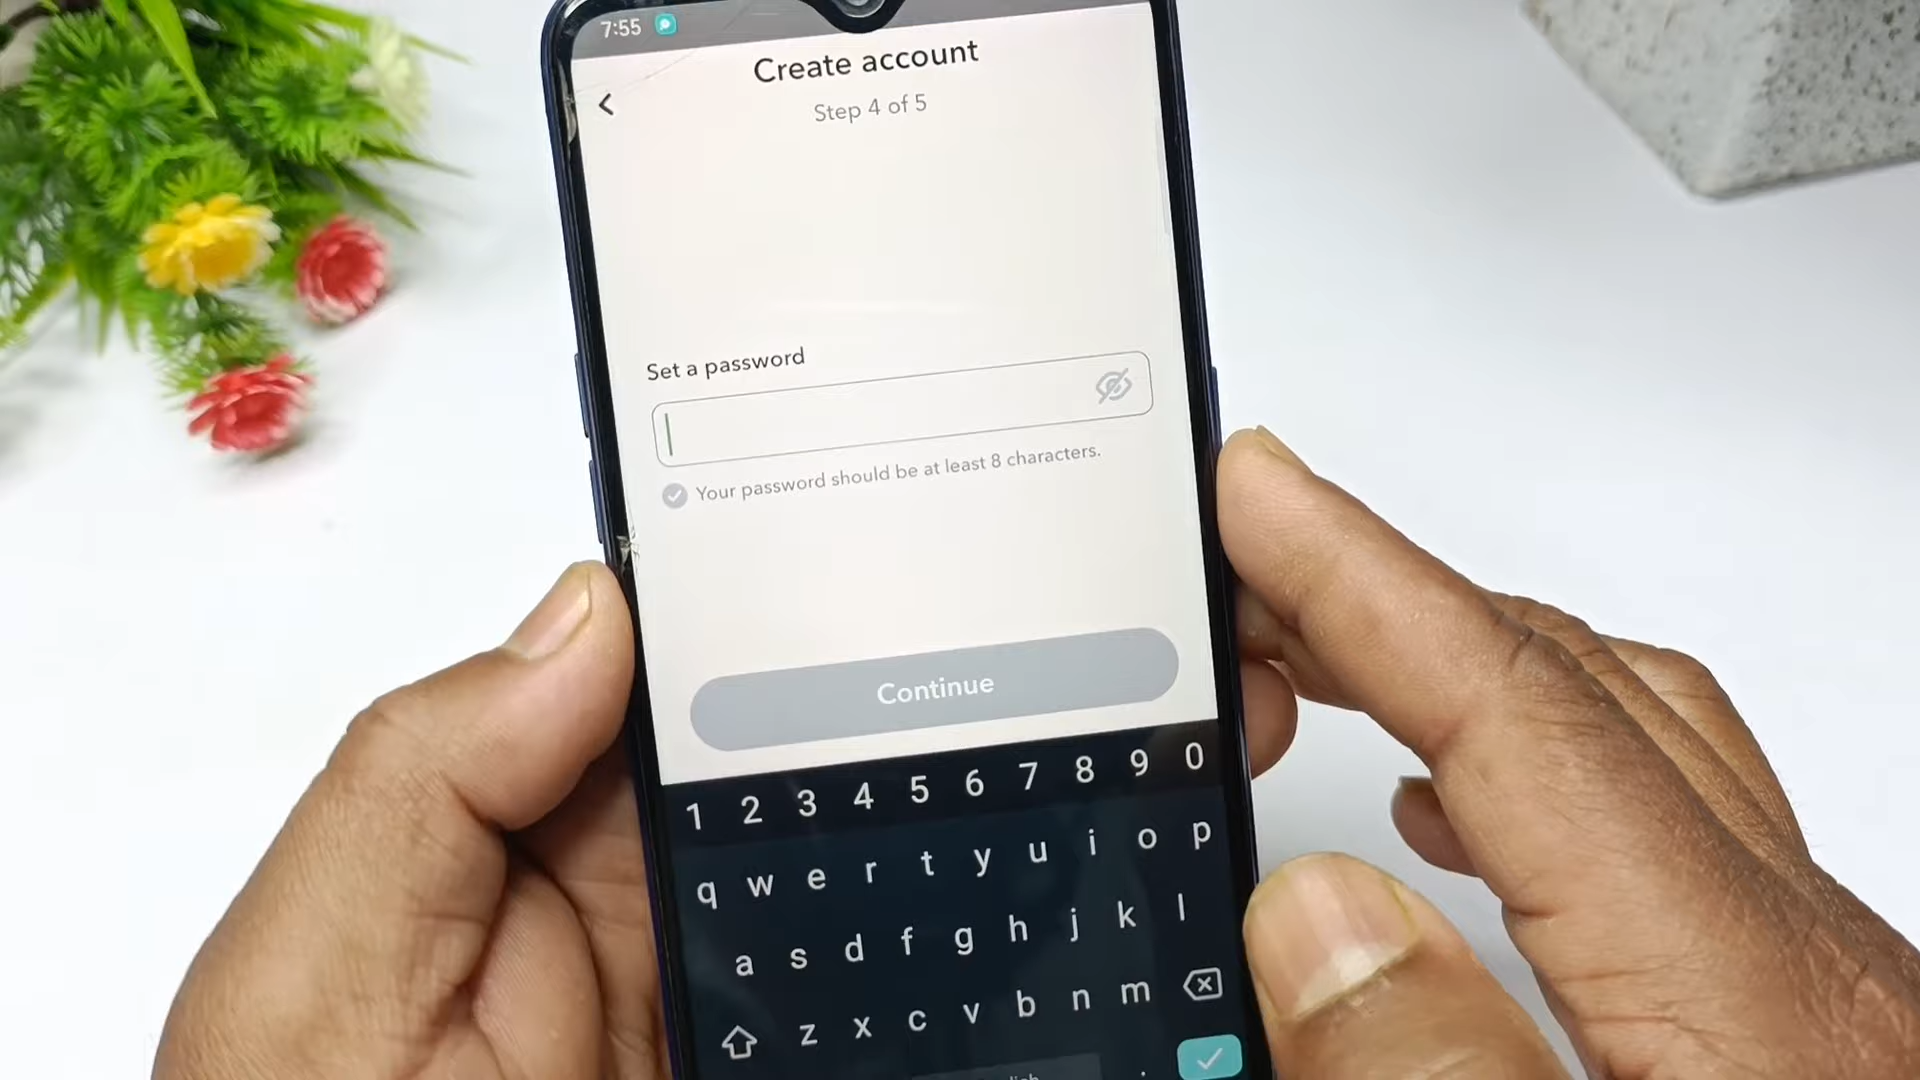 7:55
Create account
Step 4 of 5
Set a password
Your password should be at least 8 characters.
Continue
1 2 3 4 5 6 7 8 9 0
q w e r t y u i o p
a s d f g h j k l
z x c v b n m
.